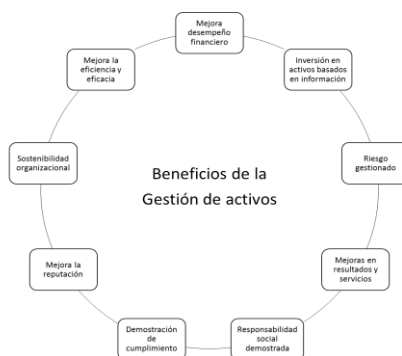 Mejora
desempeño
financiero
Inversión en
activos basados
en información
Riesgo
gestionado
Mejoras en
resultados y
servicios
Responsabilidad
social
demostrada
Demostración
de
cumplimiento
Mejora la
reputación
Sostenibilidad
organizacional
Mejora la
eficiencia y
eficacia
Beneficios de la
Gestión de activos